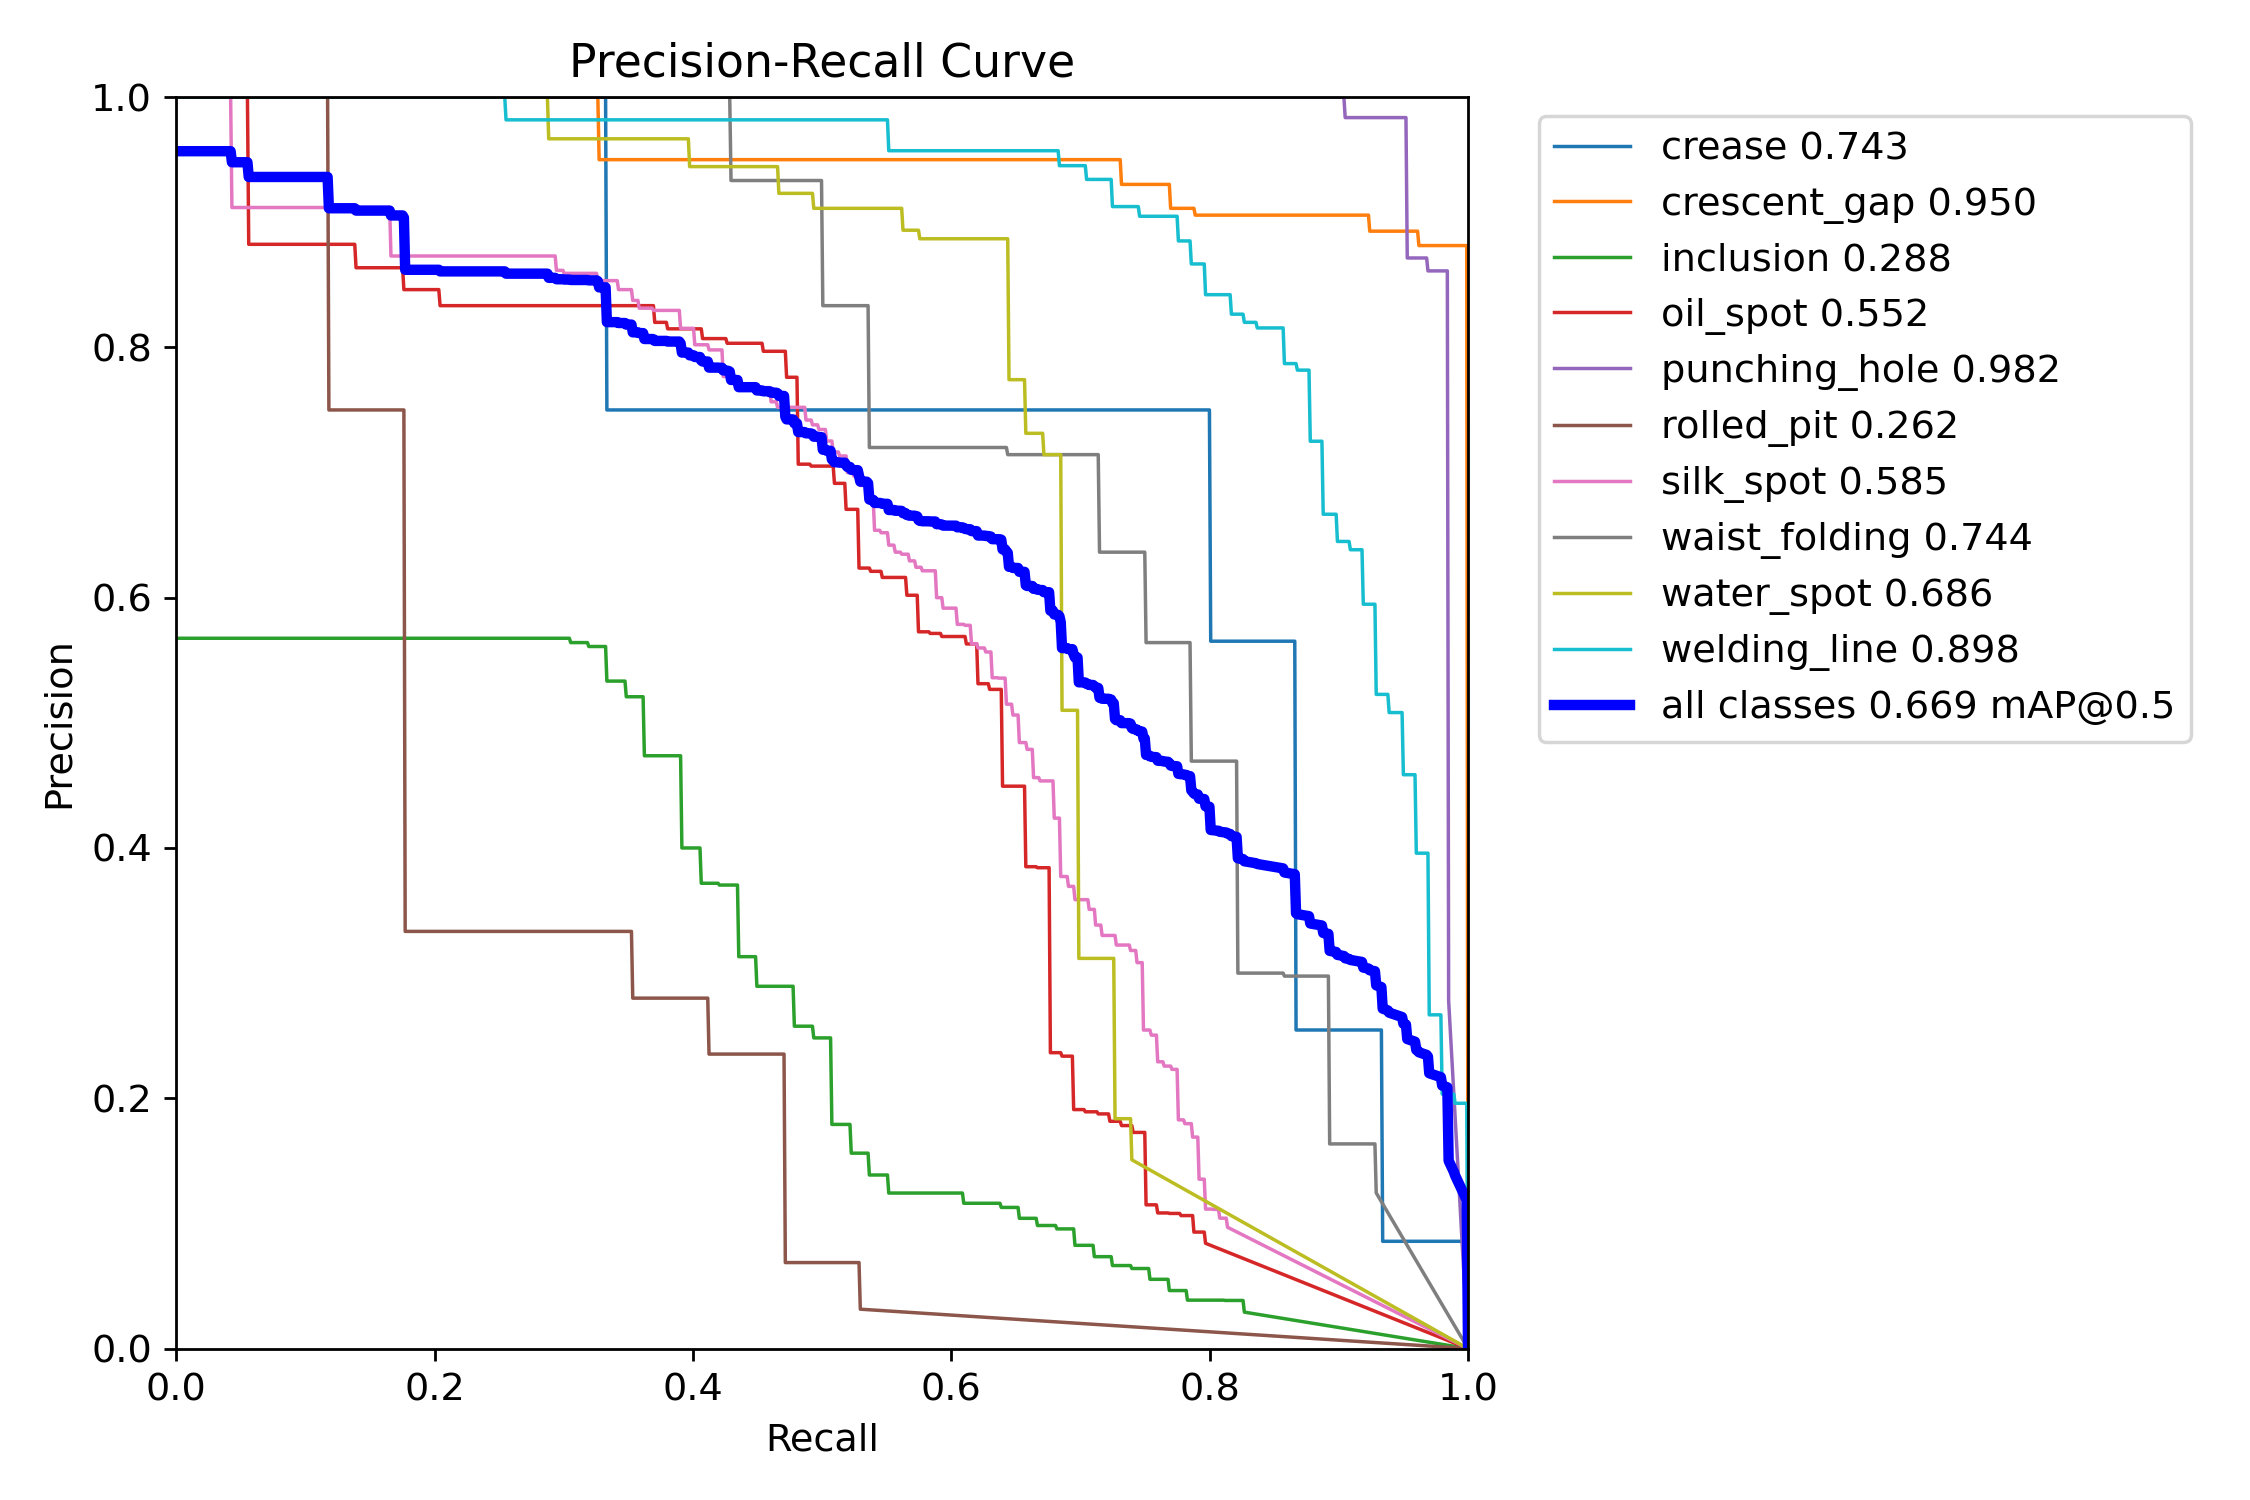 Precision-Recall Curve
1.0
0.8
0.6
0.4
0.2
0.0
Precision
0.0 0.2 0.4 0.6 0.8 1.0
Recall
crease 0.743
crescent_gap 0.950
inclusion 0.288
oil_spot 0.552
punching_hole 0.982
rolled_pit 0.262
silk_spot 0.585
waist_folding 0.744
water_spot 0.686
welding_line 0.898
all classes 0.669 mAP@0.5